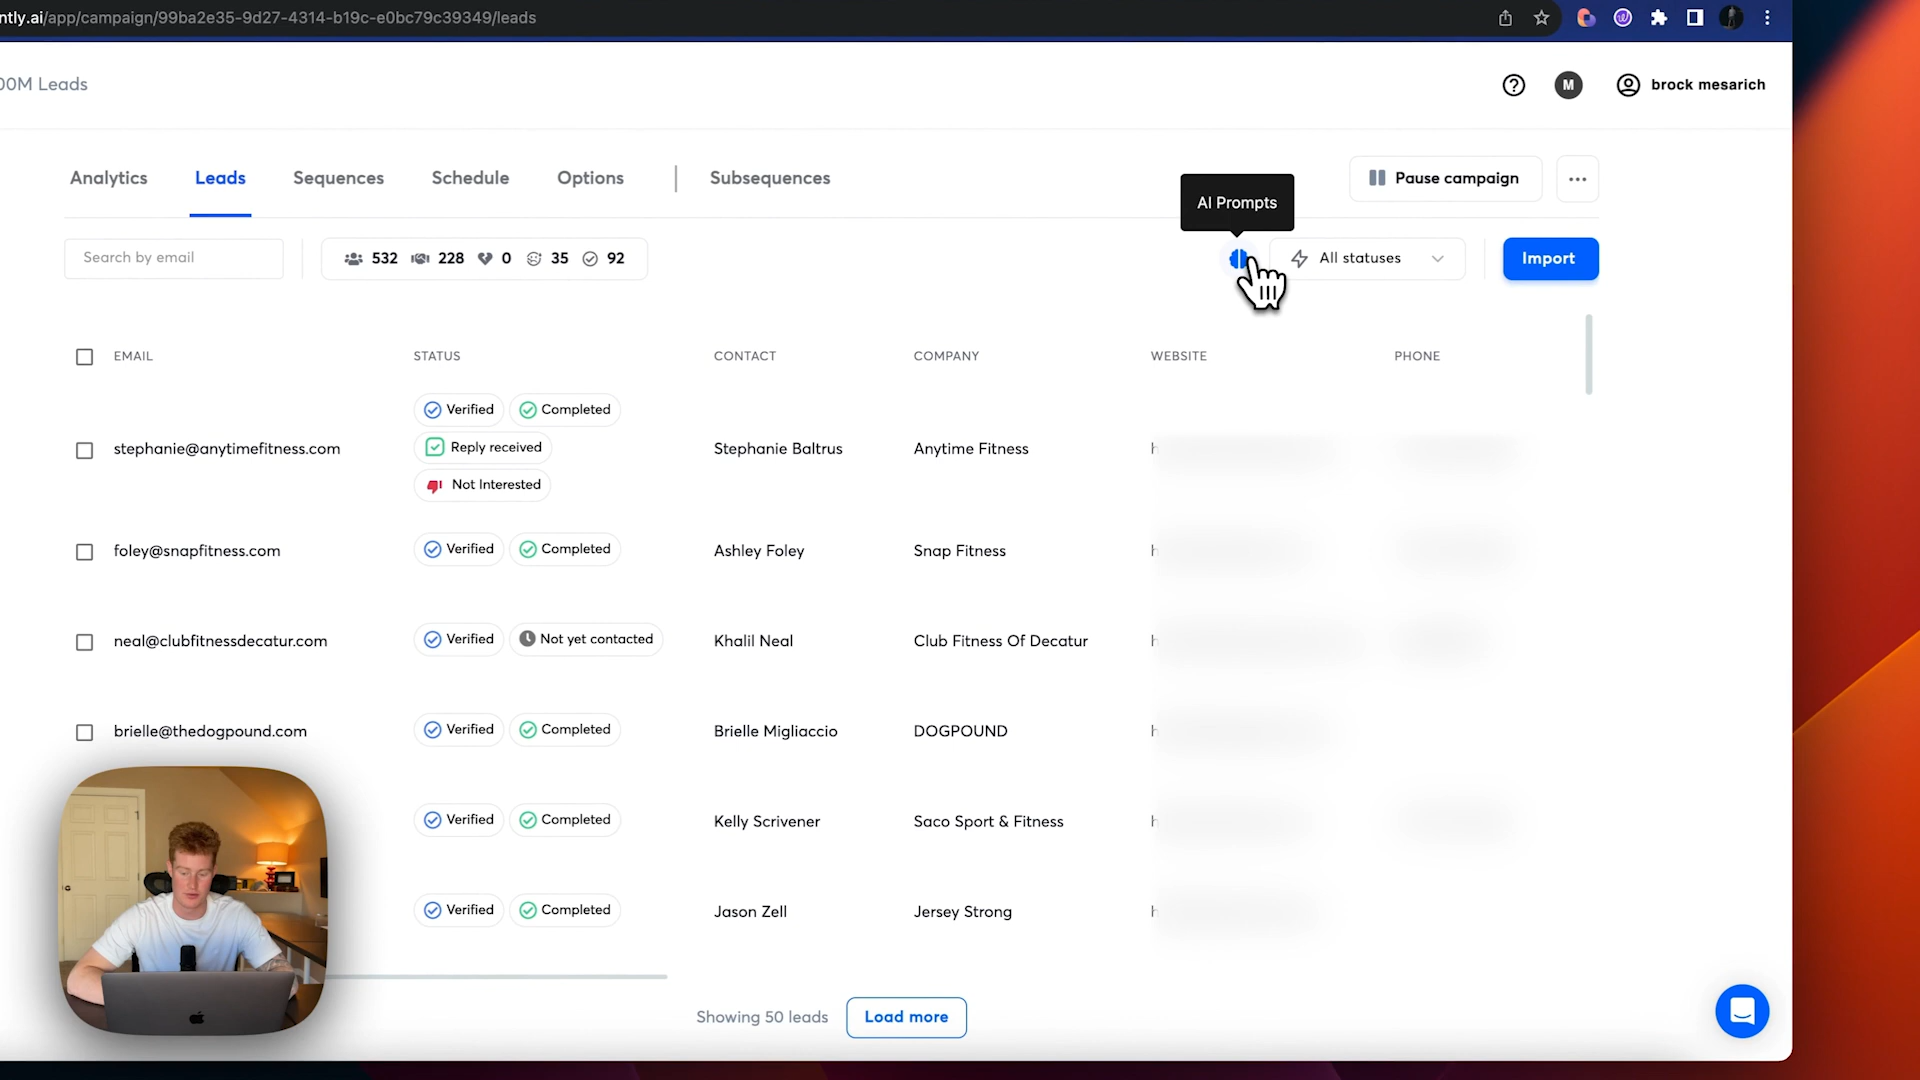 ntly.ai/app/campaign/99ba2e35-9d27-4314-b19c-e0bc79c39349/leads
00M Leads
M
brock mesarich
Analytics
Leads
Sequences
Schedule
Options
Subsequences
Pause campaign
AI Prompts
Search by email
532 228 0 35 92
All statuses
Import
EMAIL STATUS CONTACT COMPANY WEBSITE PHONE
Verified Completed
stephanie@anytimefitness.com Reply received Stephanie Baltrus Anytime Fitness h
Not Interested
foley@snapfitness.com Verified Completed Ashley Foley Snap Fitness h
neal@clubfitnessdecatur.com Verified Not yet contacted Khalil Neal Club Fitness Of Decatur h
brielle@thedogpound.com Verified Completed Brielle Migliaccio DOGPOUND h
Verified Completed Kelly Scrivener Saco Sport & Fitness h
Verified Completed Jason Zell Jersey Strong h
Showing 50 leads
Load more